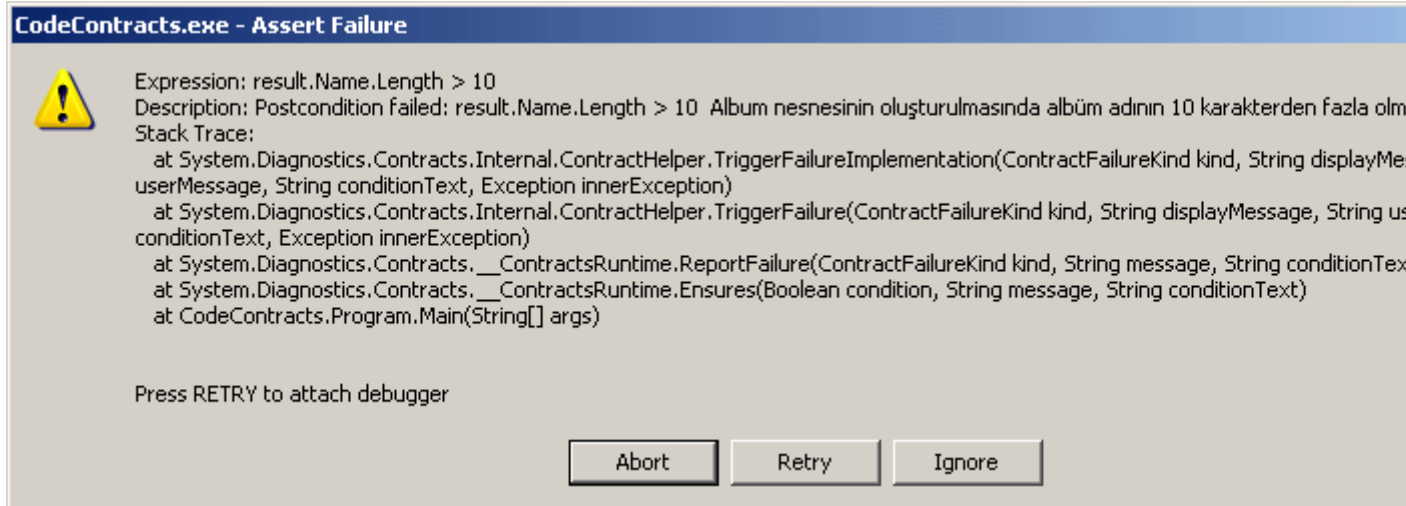 CodeContracts.exe - Assert Failure
Expression: result.Name.Length > 10
Description: Postcondition failed: result.Name.Length > 10  Album nesnesinin oluşturulmasında albüm adının 10 karakterden fazla olm
Stack Trace:
at System.Diagnostics.Contracts.Internal.ContractHelper.TriggerFailureImplementation(ContractFailureKind kind, String displayMes
userMessage, String conditionText, Exception innerException)
at System.Diagnostics.Contracts.Internal.ContractHelper.TriggerFailure(ContractFailureKind kind, String displayMessage, String us
conditionText, Exception innerException)
at System.Diagnostics.Contracts.__ContractsRuntime.ReportFailure(ContractFailureKind kind, String message, String conditionTex
at System.Diagnostics.Contracts.__ContractsRuntime.Ensures(Boolean condition, String message, String conditionText)
at CodeContracts.Program.Main(String[] args)
Press RETRY to attach debugger
Abort Retry Ignore